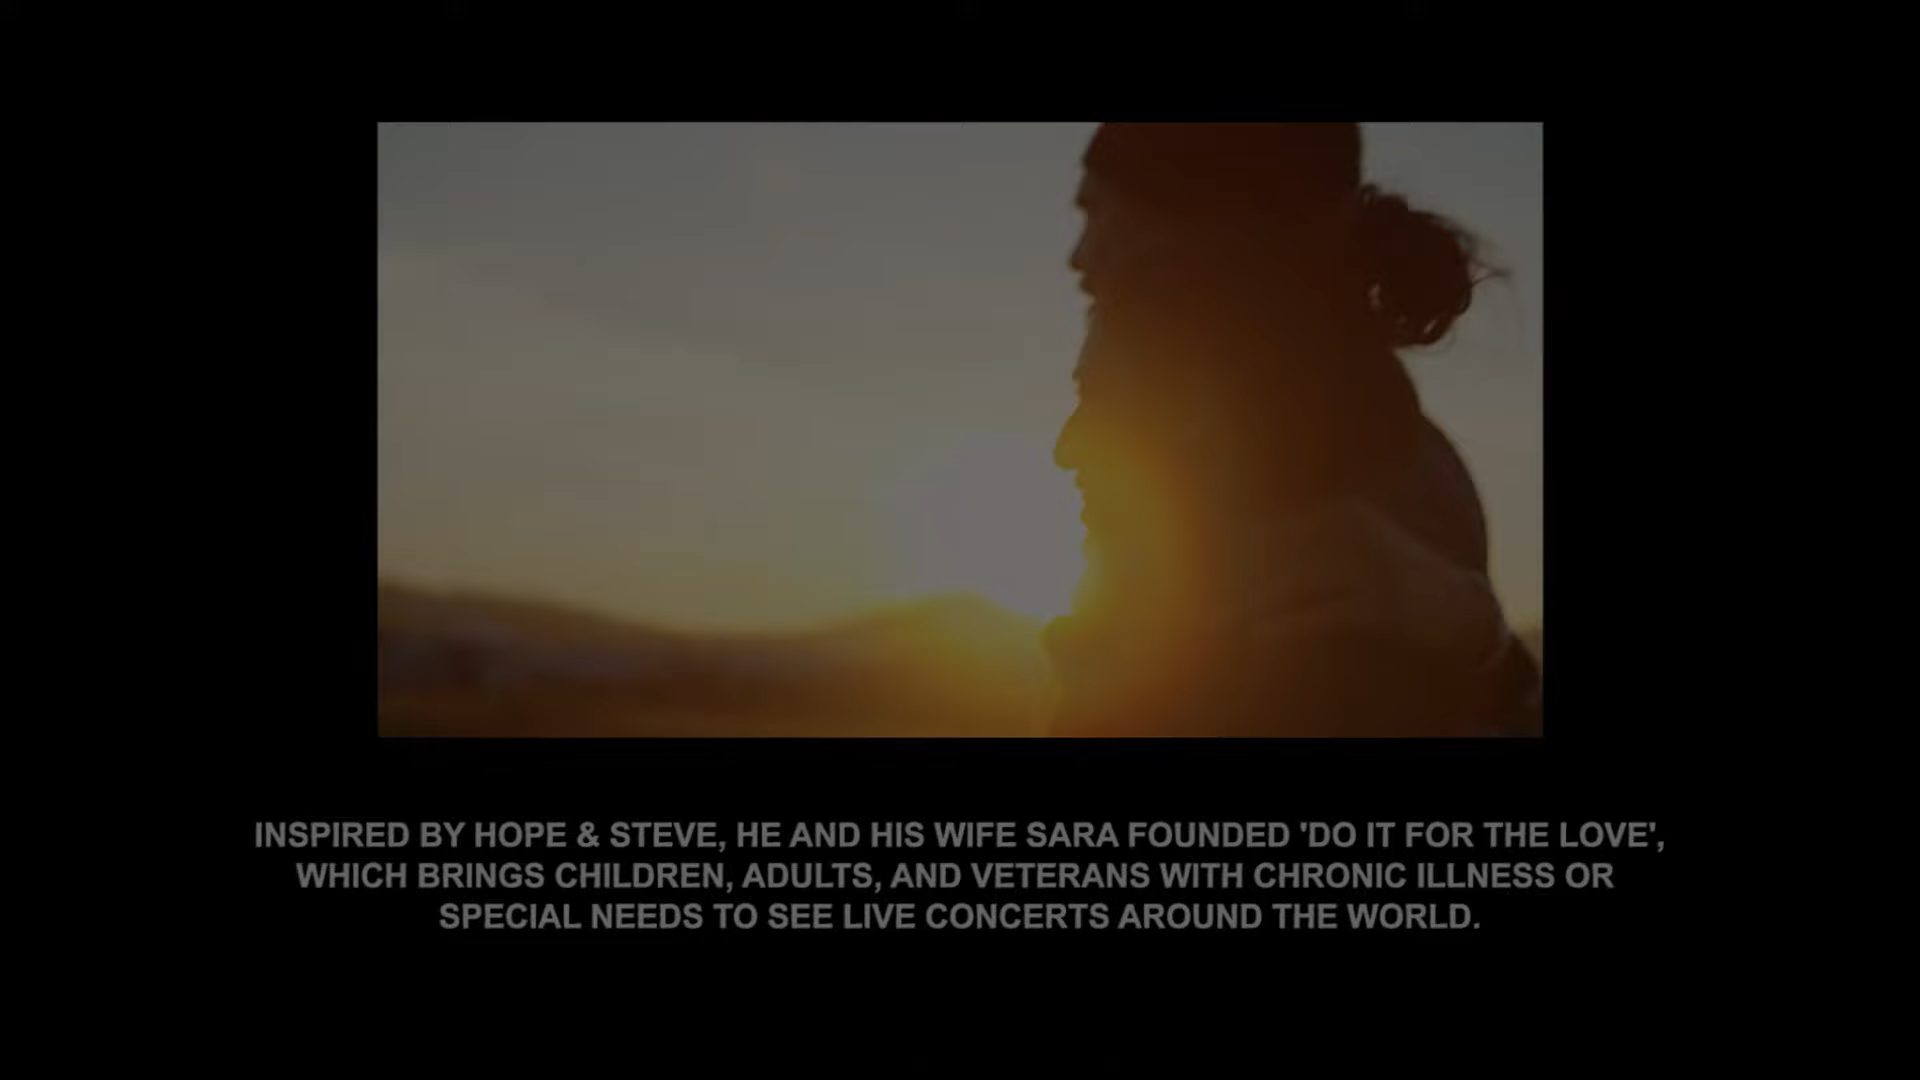 INSPIRED BY HOPE & STEVE, HE AND HIS WIFE SARA FOUNDED 'DO IT FOR THE LOVE',
WHICH BRINGS CHILDREN, ADULTS, AND VETERANS WITH CHRONIC ILLNESS OR
SPECIAL NEEDS TO SEE LIVE CONCERTS AROUND THE WORLD.